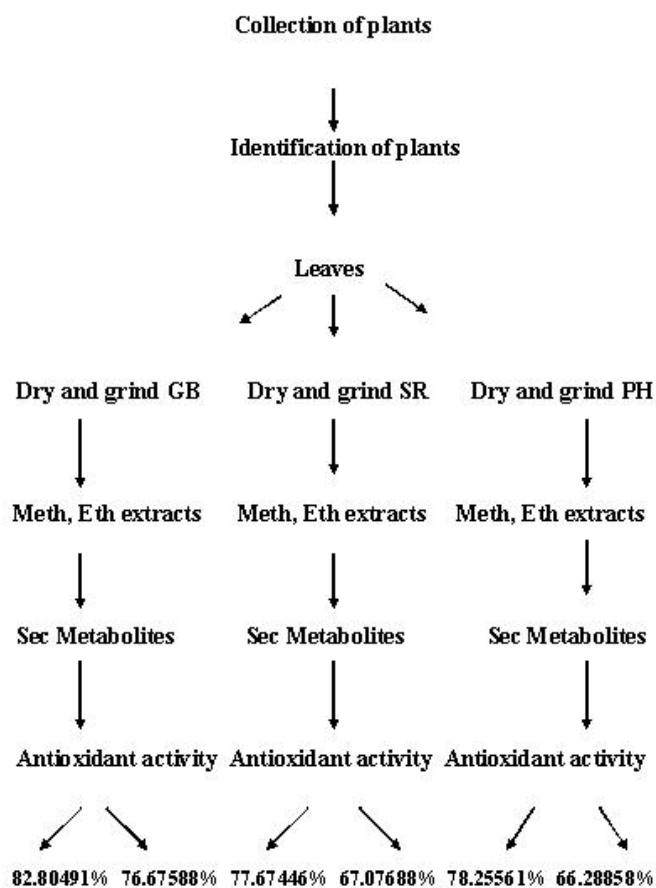 Collection of plants
Identification of plants
Leaves
Dry and grind GB Dry and grind SR Dry and grind PH
Meth, Eth extracts Meth, Eth extracts Meth, Eth extracts
Sec Metabolites Sec Metabolites Sec Metabolites
Antioxidant activity Antioxidant activity Antioxidant activity
82.80491% 76.67588% 77.67446% 67.07688% 78.25561% 66.28858%